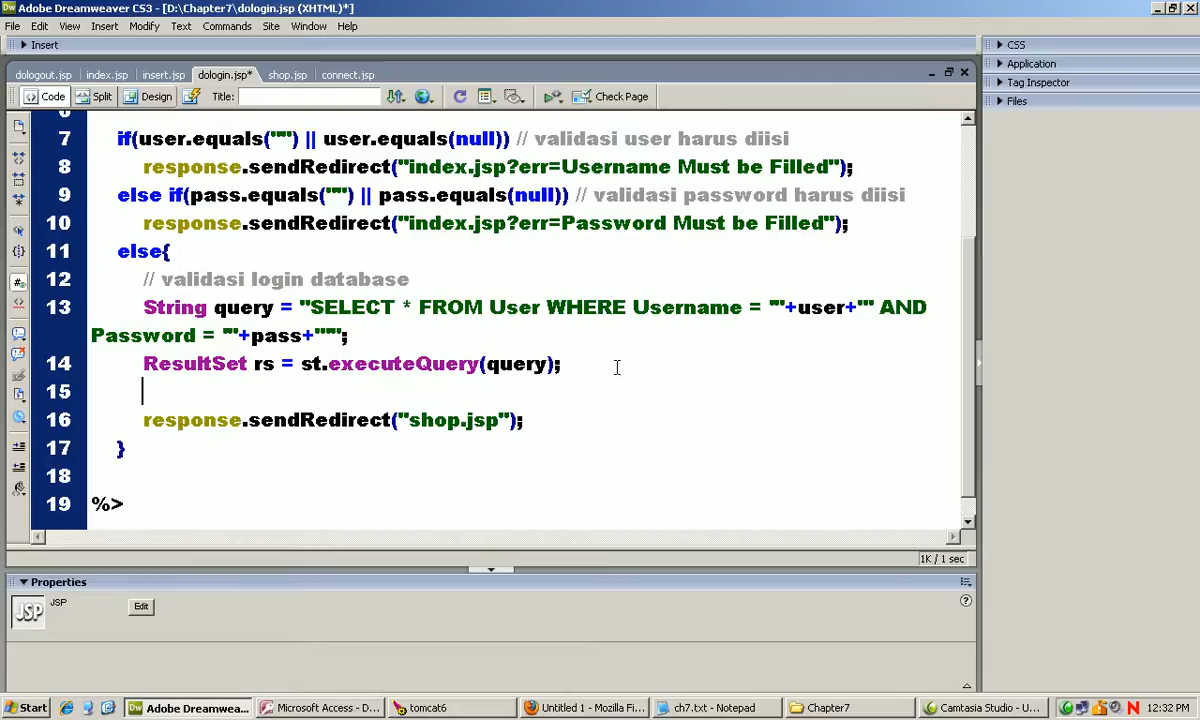 Adobe Dreamweaver CS3 - [D:\Chapter7\dologin.jsp (XHTML)*]
File Edit View Insert Modify Text Commands Site Window Help
Insert
CSS
Application
Tag Inspector
Files
dologout.jsp index.jsp insert.jsp dologin.jsp* shop.jsp connect.jsp
Code Split Design Title: Check Page
7 if(user.equals("") || user.equals(null)) // validasi user harus diisi
8 response.sendRedirect("index.jsp?err=Username Must be Filled");
9 else if(pass.equals("") || pass.equals(null)) // validasi password harus diisi
10 response.sendRedirect("index.jsp?err=Password Must be Filled");
11 else{
12 // validasi login database
13 String query = "SELECT * FROM User WHERE Username = '"+user+"' AND
Password = '"+pass+"'";
14 ResultSet rs = st.executeQuery(query);
15
16 response.sendRedirect("shop.jsp");
17 }
18
19 %>
1K / 1 sec
Properties
JSP
JSP Edit
Start Adobe Dreamweave... Microsoft Access - D... tomcat6 Untitled 1 - Mozilla Fi... ch7.txt - Notepad Chapter7 Camtasia Studio - U... 12:32 PM